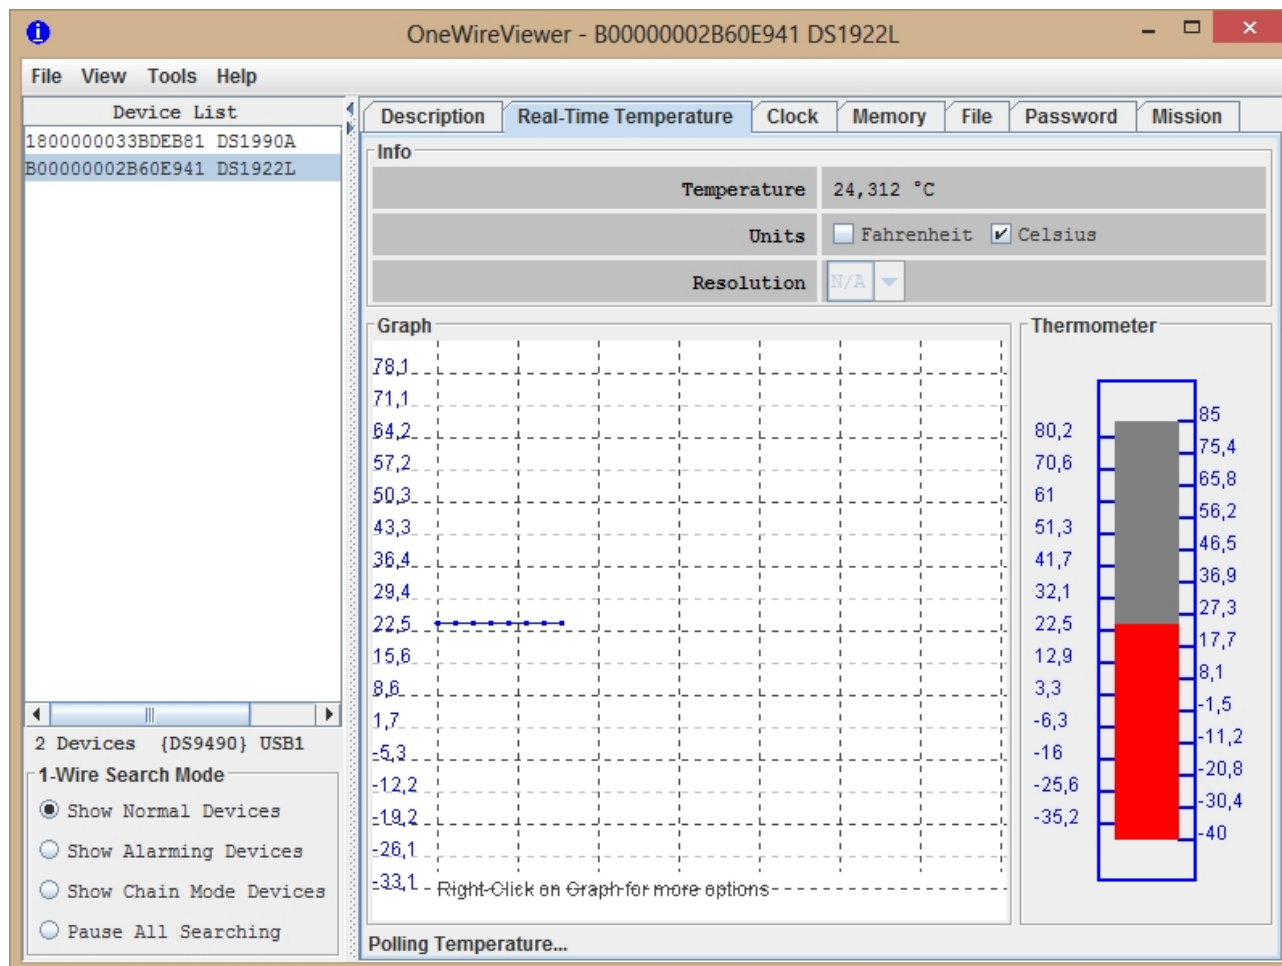 OneWireViewer - B00000002B60E941 DS1922L
File View Tools Help
Device List
1800000033BDEB81 DS1990A
B00000002B60E941 DS1922L
2 Devices {DS9490} USB1
1-Wire Search Mode
Show Normal Devices
Show Alarming Devices
Show Chain Mode Devices
Pause All Searching
Description Real-Time Temperature Clock Memory File Password Mission
Info
Temperature 24,312 °C
Units Fahrenheit Celsius
Resolution N/A
Graph
78,1
71,1
64,2
57,2
50,3
43,3
36,4
29,4
22,5
15,6
8,6
1,7
-5,3
-12,2
-19,2
-26,1
-33,1
Right-Click on Graph for more options
Thermometer
80,2
70,6
61
51,3
41,7
32,1
22,5
12,9
3,3
-6,3
-16
-25,6
-35,2
85
75,4
65,8
56,2
46,5
36,9
27,3
17,7
8,1
-1,5
-11,2
-20,8
-30,4
-40
Polling Temperature...